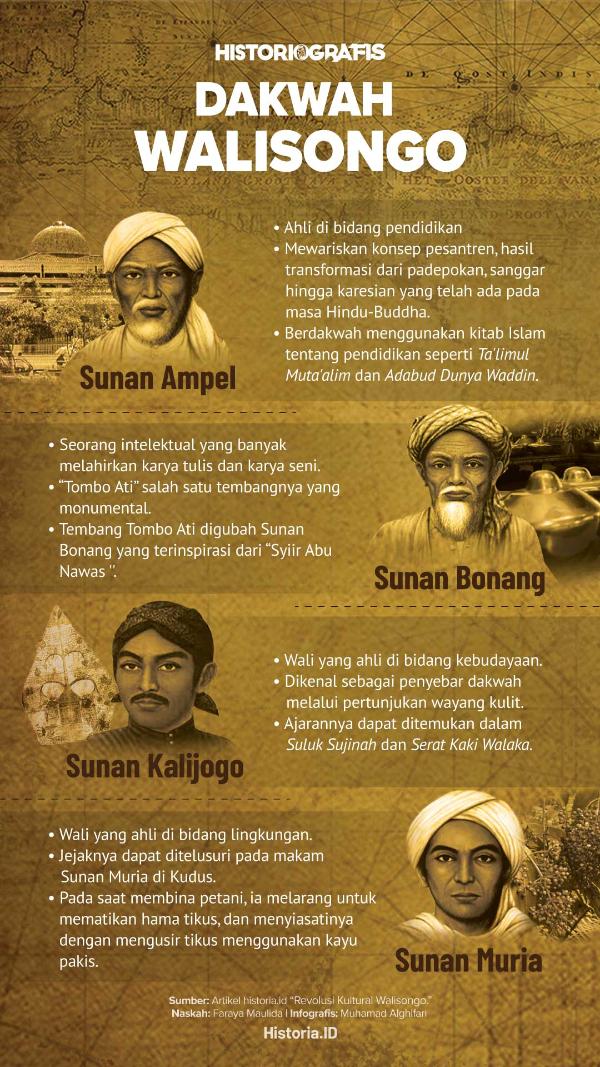 HISTORIOGRAFIS
DAKWAH
WALISONGO
• Ahli di bidang pendidikan
• Mewariskan konsep pesantren, hasil
transformasi dari padepokan, sanggar
hingga karesian yang telah ada pada
masa Hindu-Buddha.
• Berdakwah menggunakan kitab Islam
tentang pendidikan seperti Ta'limul
Muta'alim dan Adabud Dunya Waddin.
Sunan Ampel
• Seorang intelektual yang banyak
melahirkan karya tulis dan karya seni.
• “Tombo Ati” salah satu tembangnya yang
monumental.
• Tembang Tombo Ati digubah Sunan
Bonang yang terinspirasi dari “Syiir Abu
Nawas ''.
Sunan Bonang
• Wali yang ahli di bidang kebudayaan.
• Dikenal sebagai penyebar dakwah
melalui pertunjukan wayang kulit.
• Ajarannya dapat ditemukan dalam
Suluk Sujinah dan Serat Kaki Walaka.
Sunan Kalijogo
• Wali yang ahli di bidang lingkungan.
• Jejaknya dapat ditelusuri pada makam
Sunan Muria di Kudus.
• Pada saat membina petani, ia melarang untuk
mematikan hama tikus, dan menyiasatinya
dengan mengusir tikus menggunakan kayu
pakis.
Sunan Muria
Sumber: Artikel historia.id “Revolusi Kultural Walisongo.”
Naskah: Faraya Maulida I Infografis: Muhamad Alghifari
Historia.ID